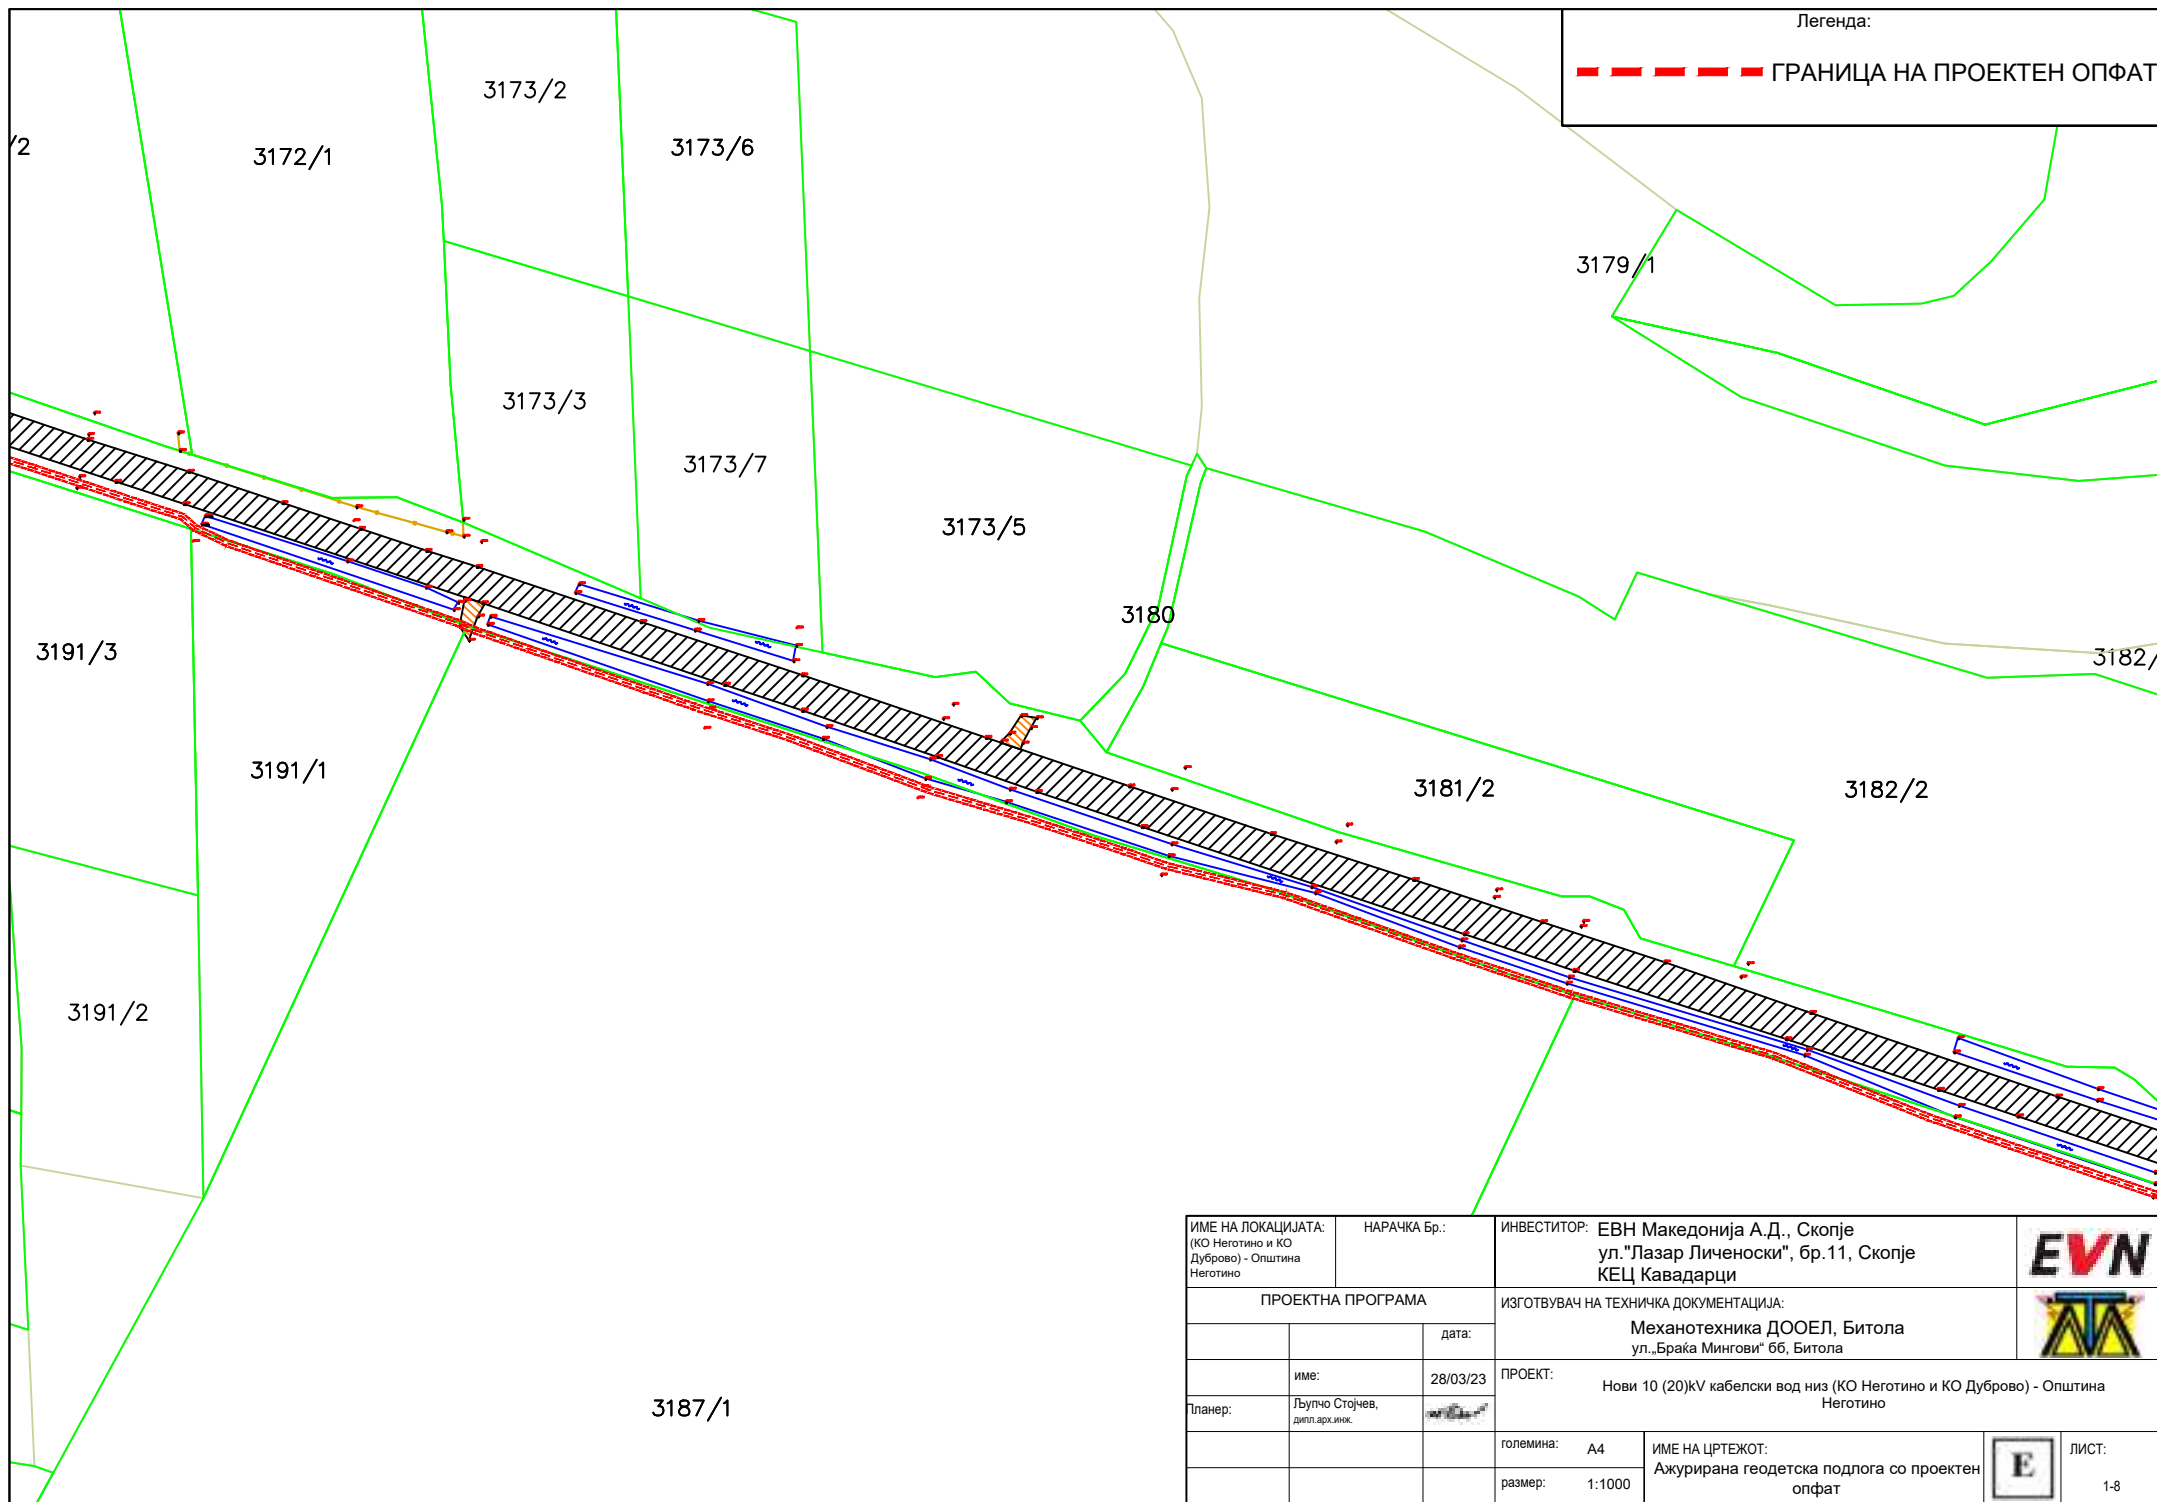 Легенда:
ГРАНИЦА НА ПРОЕКТЕН ОПФАТ
3173/2
/2
3172/1
3173/6
3179/1
3173/3
3173/7
3173/5
3180
3191/3
3182/
3191/1
3181/2
3182/2
3191/2
3187/1
ИМЕ НА ЛОКАЦИЈАТА:
(КО Неготино и КО
Дуброво) - Општина
Неготино
НАРАЧКА Бр.:
ИНВЕСТИТОР: ЕВН Македонија А.Д., Скопје
ул."Лазар Личеноски", бр.11, Скопје
КЕЦ Кавадарци
EVN
ПРОЕКТНА ПРОГРАМА
ИЗГОТВУВАЧ НА ТЕХНИЧКА ДОКУМЕНТАЦИЈА:
Механотехника ДООЕЛ, Битола
ул.„Браќа Мингови“ бб, Битола
дата:
име:
28/03/23
ПРОЕКТ:
Нови 10 (20)kV кабелски вод низ (КО Неготино и КО Дуброво) - Општина
Неготино
Планер:
Љупчо Стојчев,
дипл.арх.инж.
големина: А4
размер: 1:1000
ИМЕ НА ЦРТЕЖОТ:
Ажурирана геодетска подлога со проектен
опфат
E
ЛИСТ:
1-8